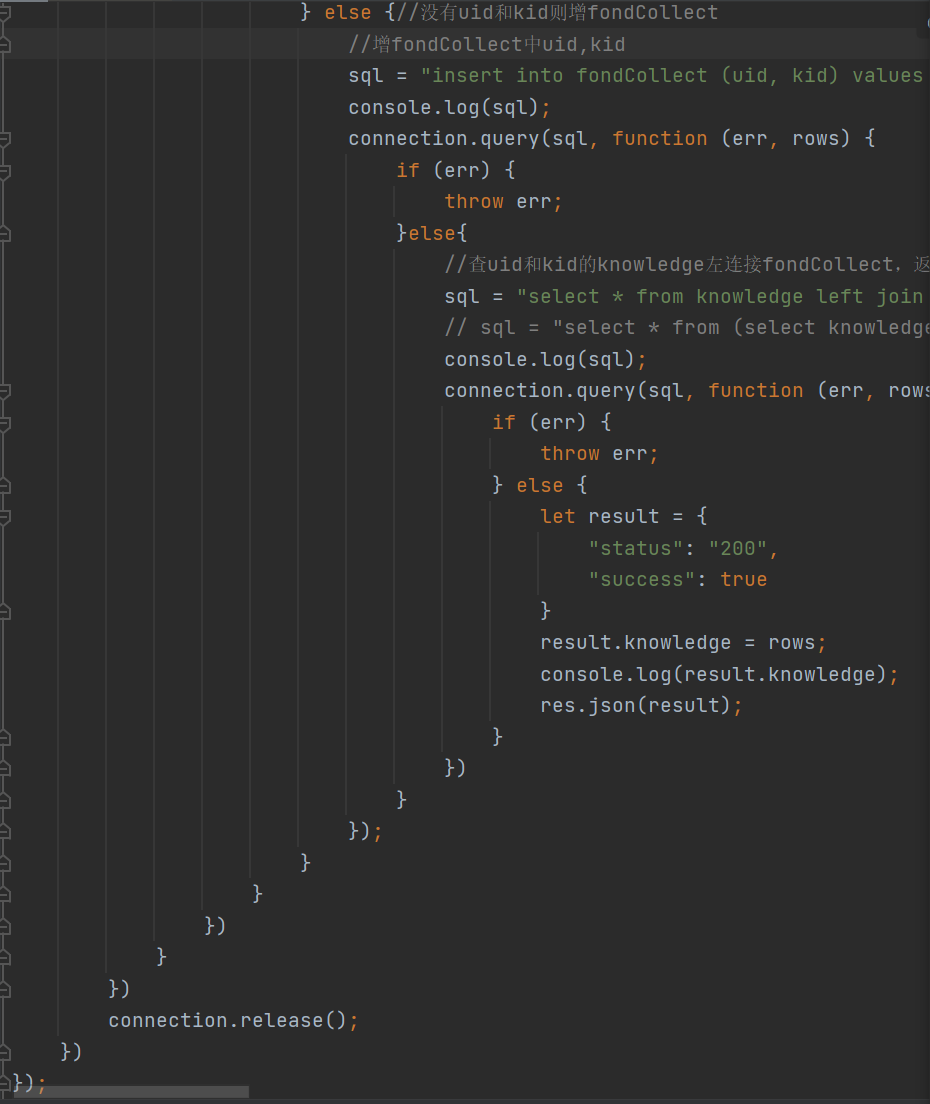 } else {//没有uid和kid则增fondCollect
//增fondCollect中uid,kid
sql = "insert into fondCollect (uid, kid) values
console.log(sql);
connection.query(sql, function (err, rows) {
if (err) {
throw err;
}else{
//查uid和kid的knowledge左连接fondCollect，返
sql = "select * from knowledge left join
// sql = "select * from (select knowledge
console.log(sql);
connection.query(sql, function (err, rows
if (err) {
throw err;
} else {
let result = {
"status": "200",
"success": true
}
result.knowledge = rows;
console.log(result.knowledge);
res.json(result);
}
})
}
});
}
}
})
}
})
connection.release();
})
});